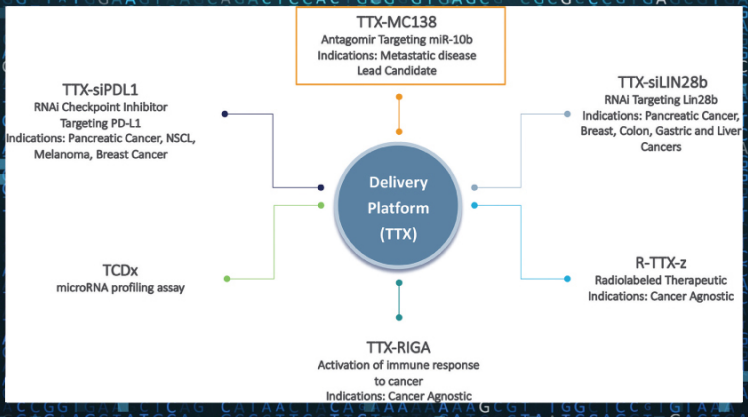 TTX-MC138
Antagomir Targeting miR-10b
Indications: Metastatic disease
Lead Candidate
TTX-siPDL1
RNAi Checkpoint Inhibitor
Targeting PD-L1
Indications: Pancreatic Cancer, NSCL,
Melanoma, Breast Cancer
TTX-siLIN28b
RNAi Targeting Lin28b
Indications: Pancreatic Cancer,
Breast, Colon, Gastric and Liver
Cancers
Delivery
Platform
(TTX)
TCDx
microRNA profiling assay
R-TTX-z
Radiolabeled Therapeutic
Indications: Cancer Agnostic
TTX-RIGA
Activation of immune response
to cancer
Indications: Cancer Agnostic